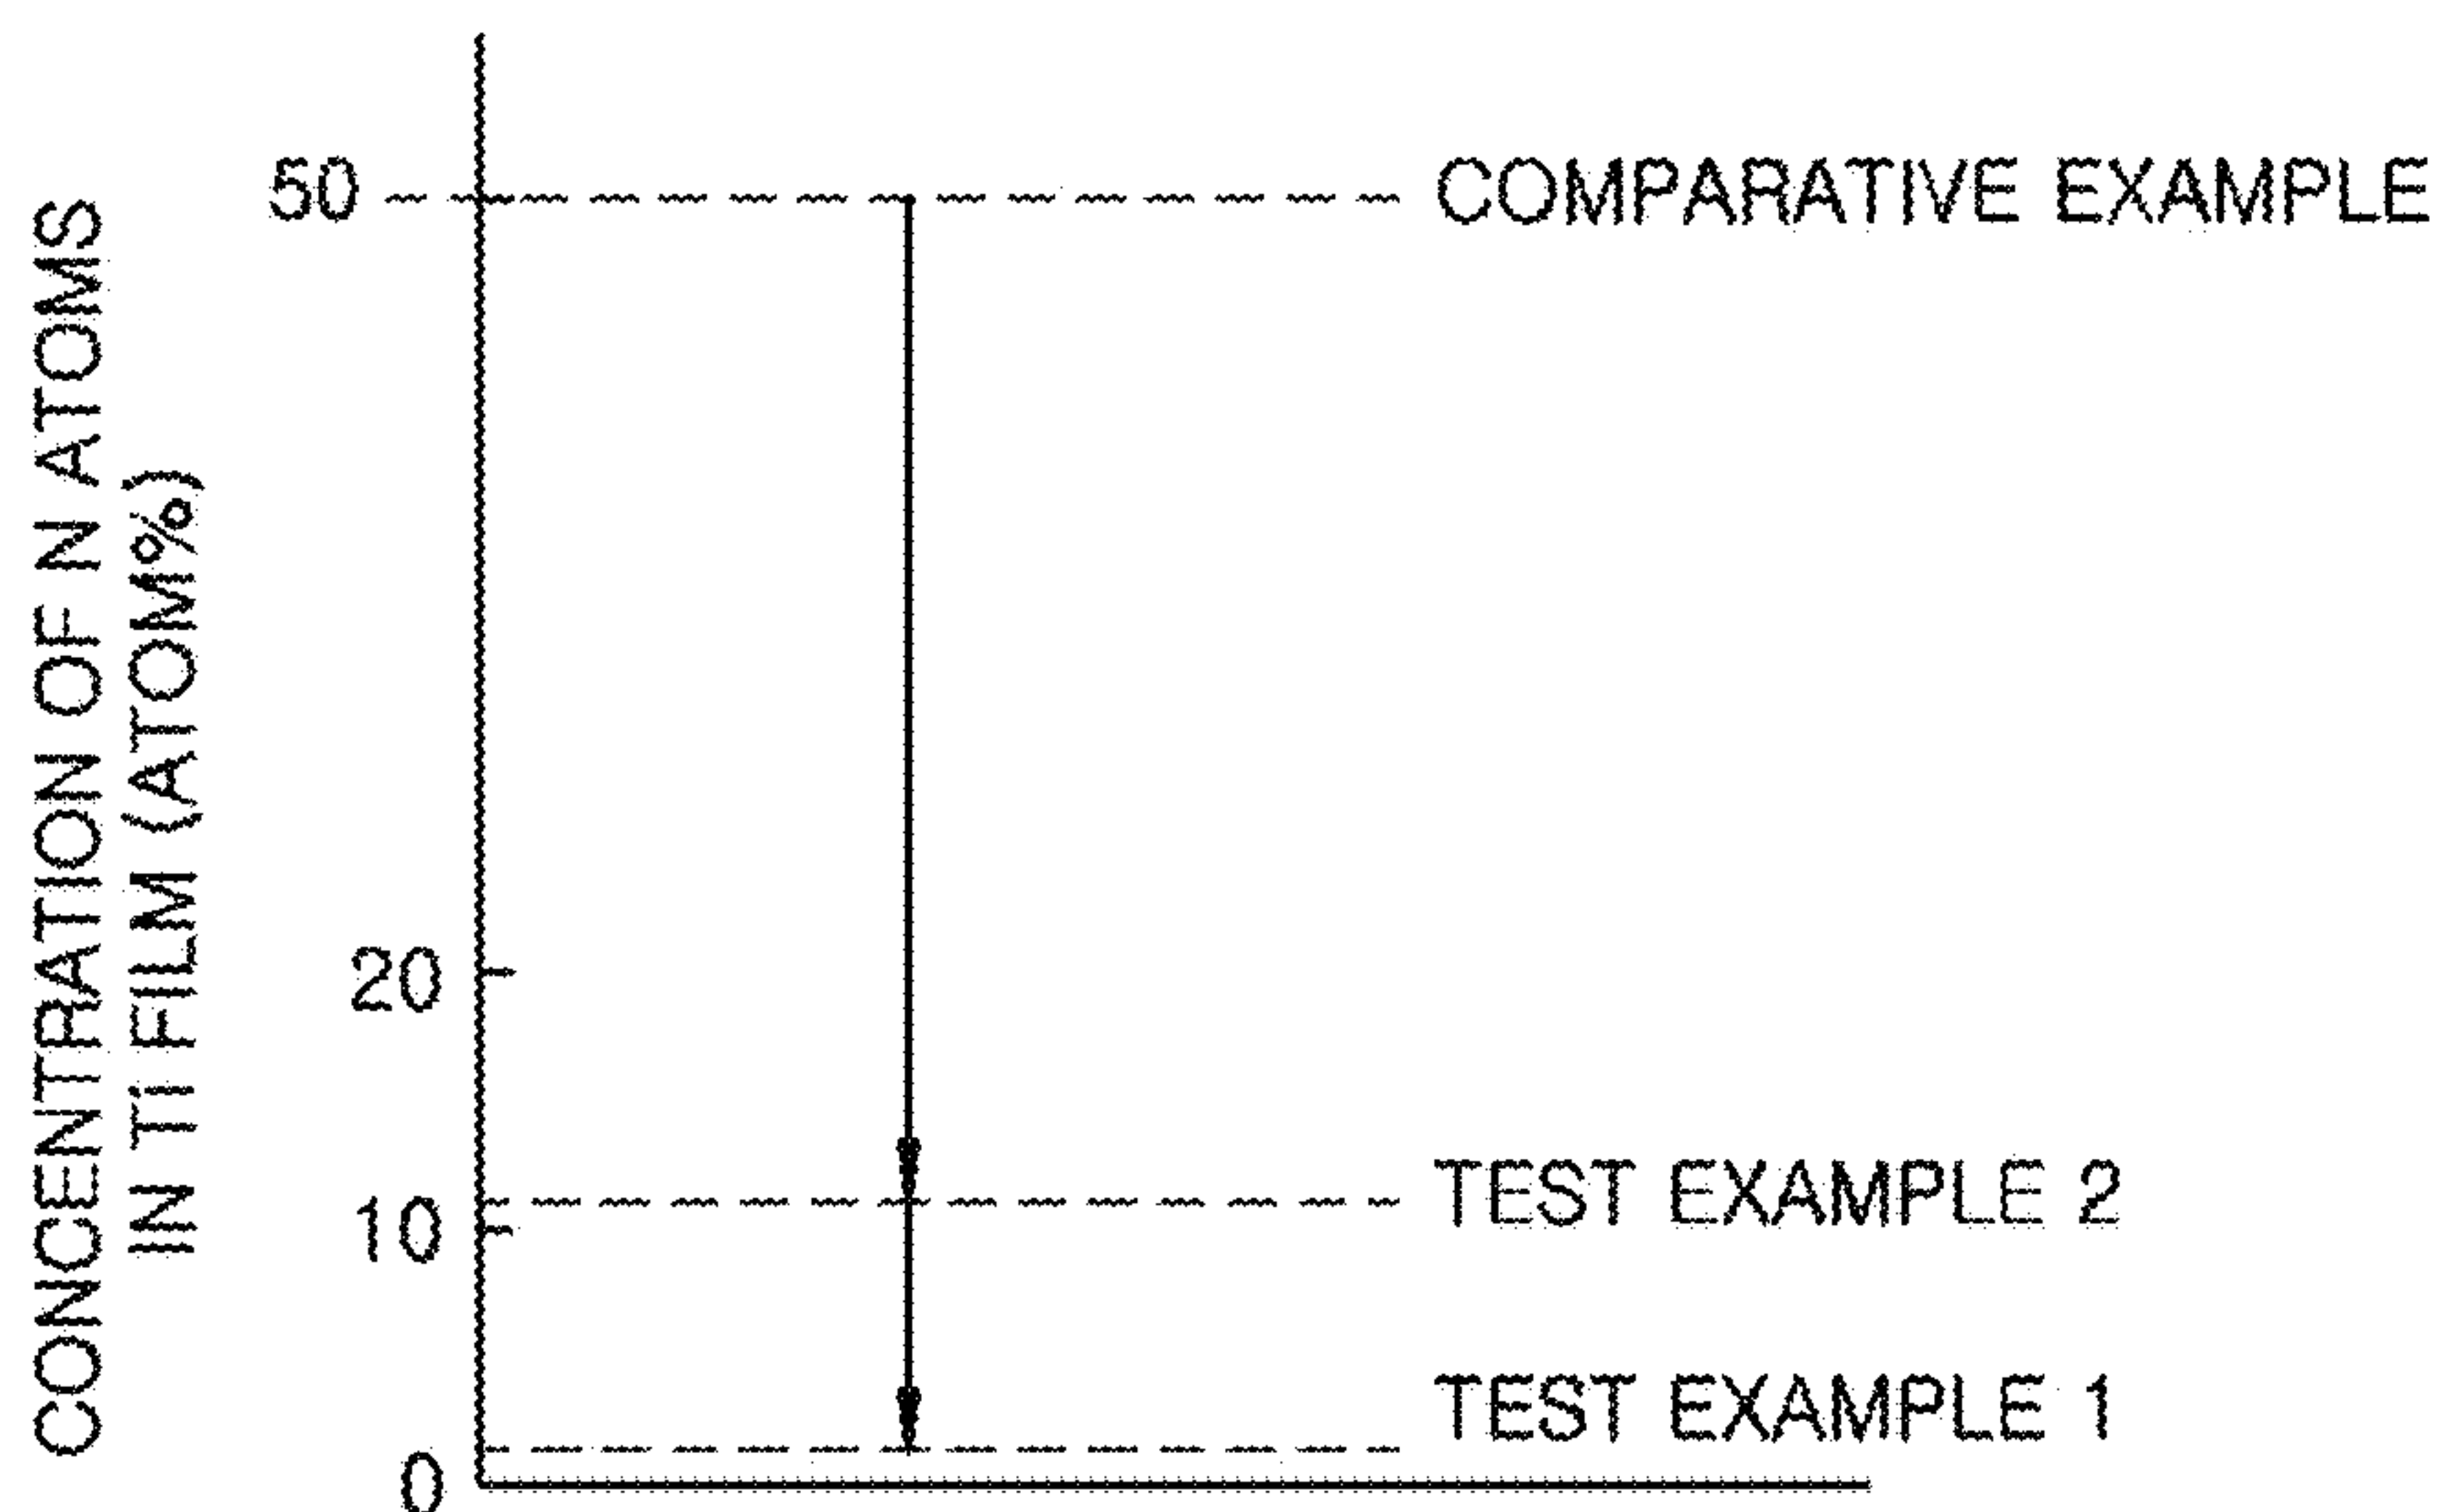 CONCENTRATION OF N ATOMS
IN Ti FILM (ATOM%)
50
COMPARATIVE EXAMPLE
20
10
TEST EXAMPLE 2
TEST EXAMPLE 1
0